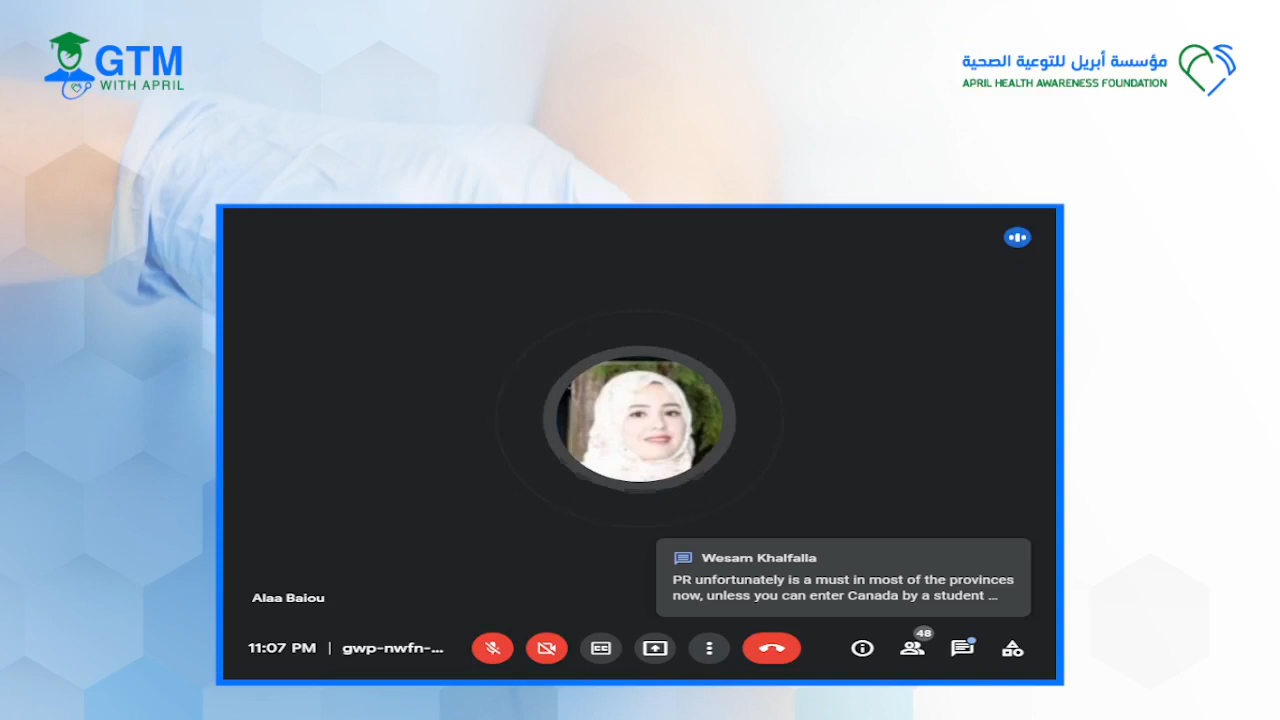 GTM
WITH APRIL
مؤسسة أبريل للتوعية الصحية
APRIL HEALTH AWARENESS FOUNDATION
Wesam Khalfalla
PR unfortunately is a must in most of the provinces
now, unless you can enter Canada by a student ...
Alaa Baiou
11:07 PM | gwp-nwfn-...
CC
48